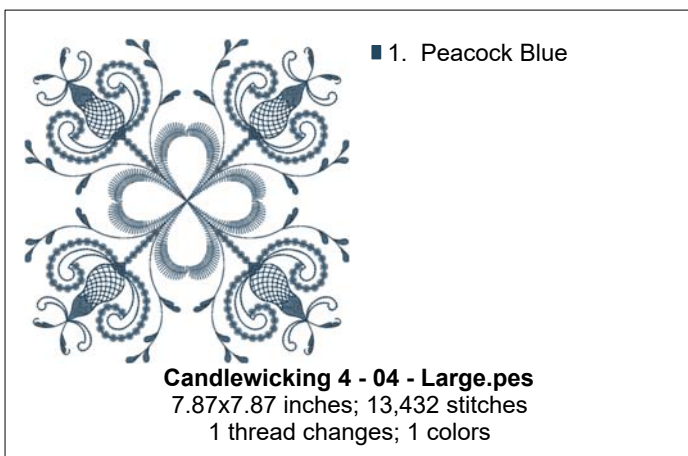 1. Peacock Blue
Candlewicking 4 - 04 - Large.pes
7.87x7.87 inches; 13,432 stitches
1 thread changes; 1 colors